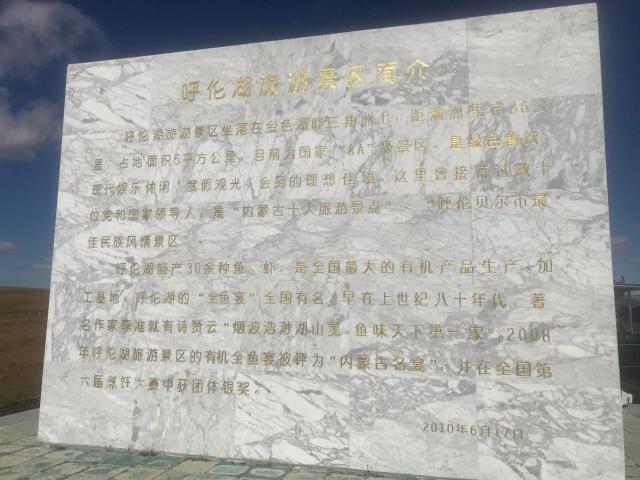 呼伦湖旅游景区简介
呼伦湖旅游景区坐落在金色海畔三角洲上，距满洲里市36公
里，占地面积5平方公里。目前为国家“AA”级景区。是绿色餐饮、
现代娱乐休闲、度假观光、会务的理想佳境。这里曾接待过数十
位党和国家领导人，是“内蒙古十大旅游景点”、“呼伦贝尔市最
佳民族风情景区”
呼伦湖盛产30余种鱼、虾，是全国最大的有机产品生产、加
工基地。呼伦湖的“全鱼宴”全国有名，早在上世纪八十年代，著
名作家秦准就有诗赞云“烟波浩渺湖山美 鱼味天下第一家”。2008
年呼伦湖旅游景区的有机全鱼宴被评为“内蒙古名宴”，并在全国第
六届烹饪大赛中获团体银奖。
2010年6月17日